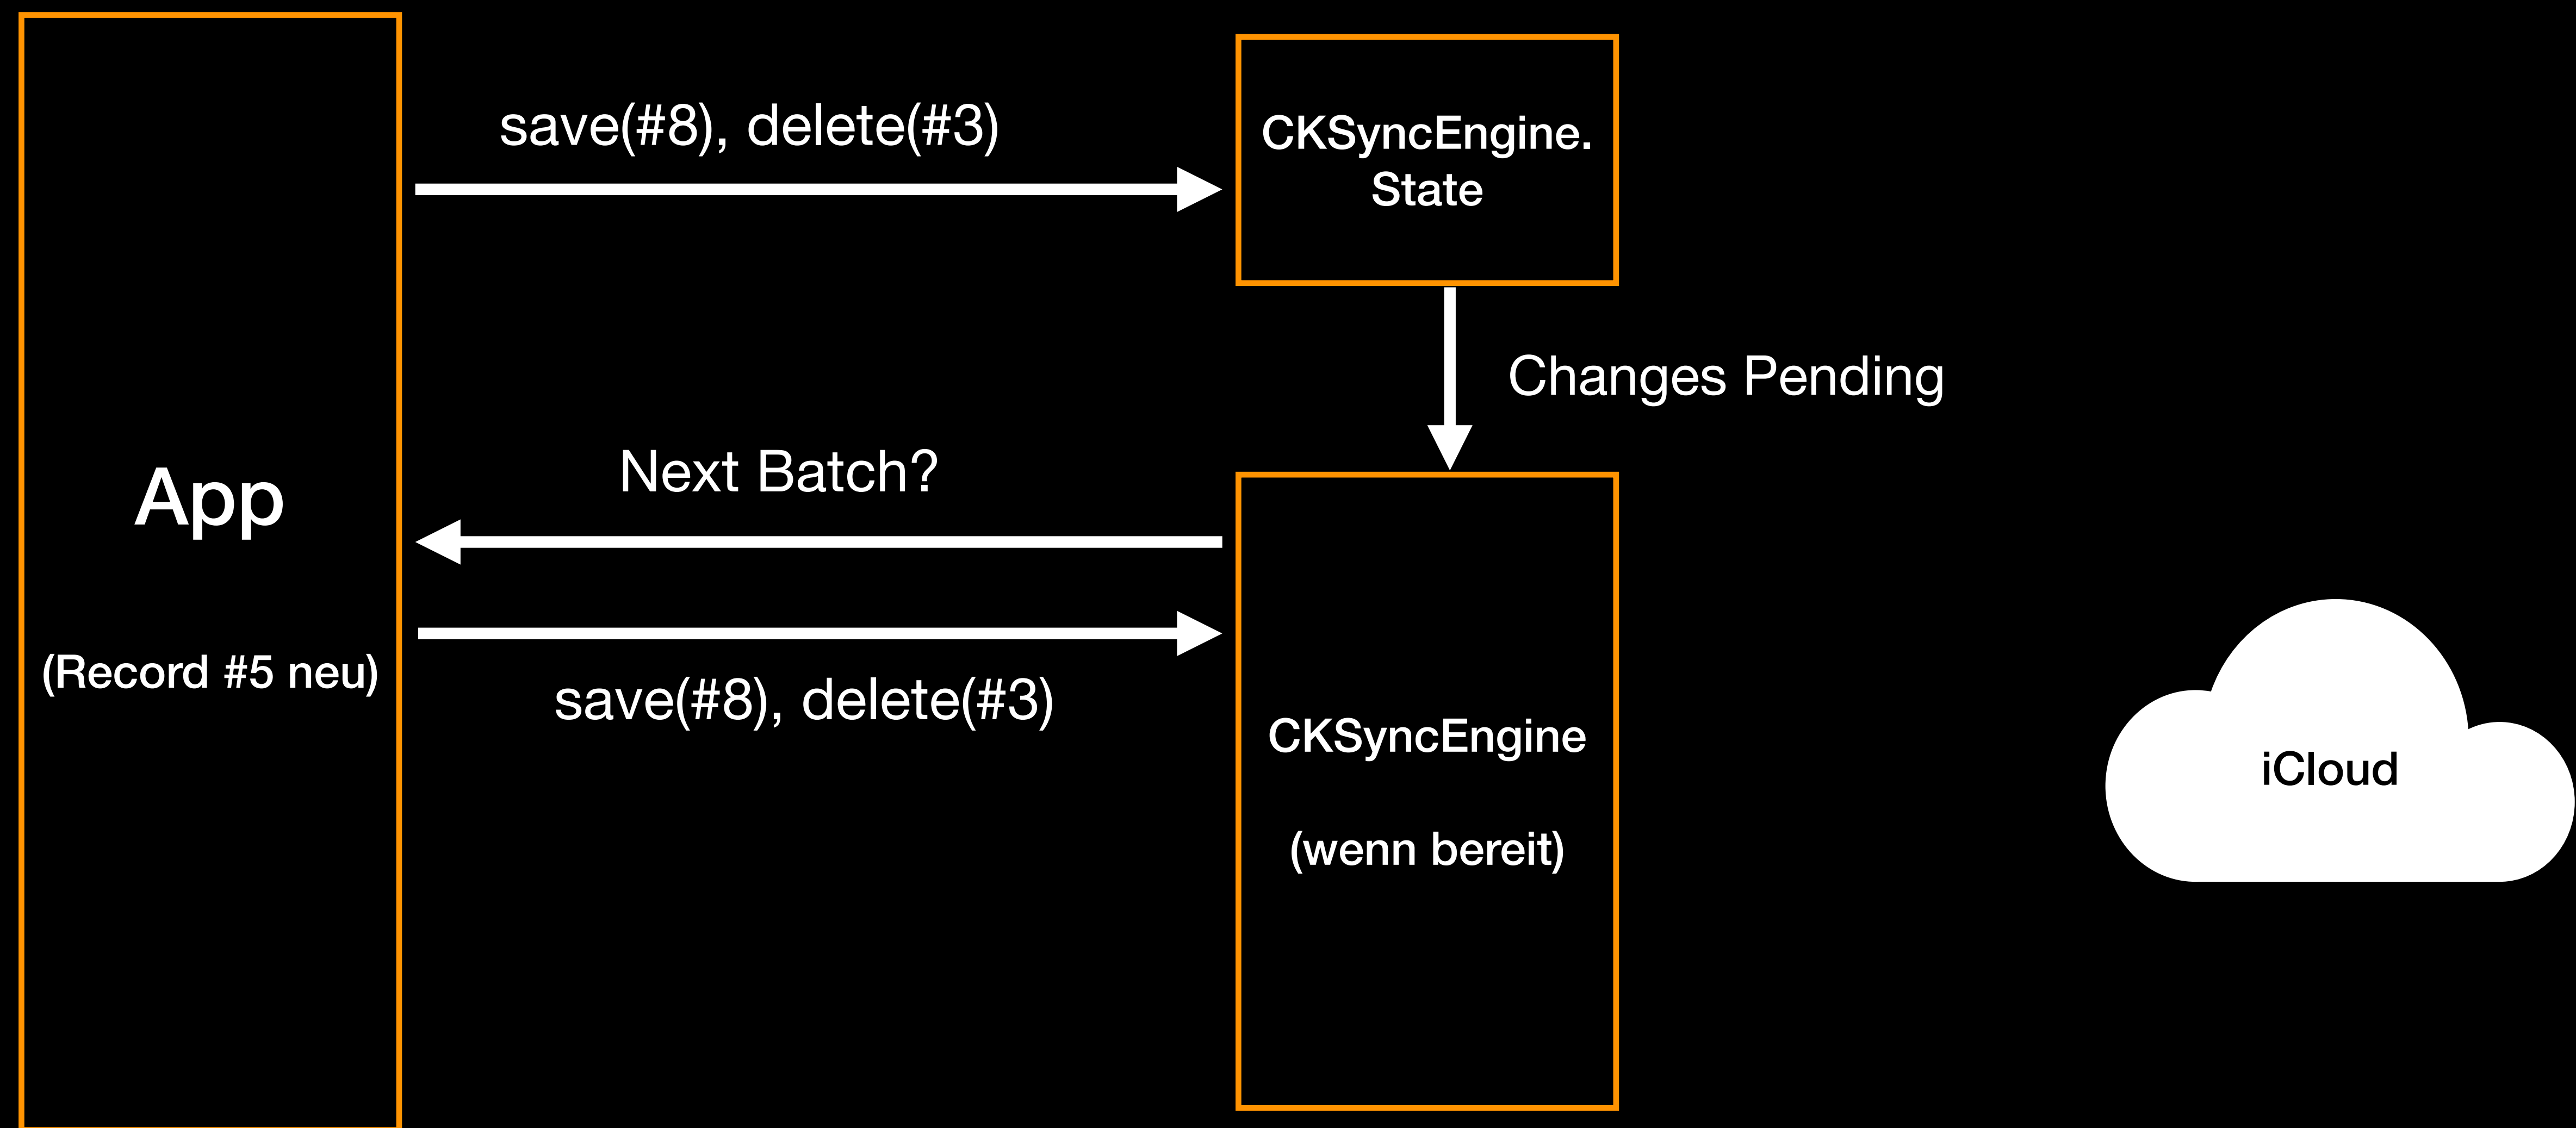 save(#8), delete(#3)
CKSyncEngine.
State
Changes Pending
Next Batch?
App
(Record #5 neu)
save(#8), delete(#3)
CKSyncEngine
(wenn bereit)
iCloud